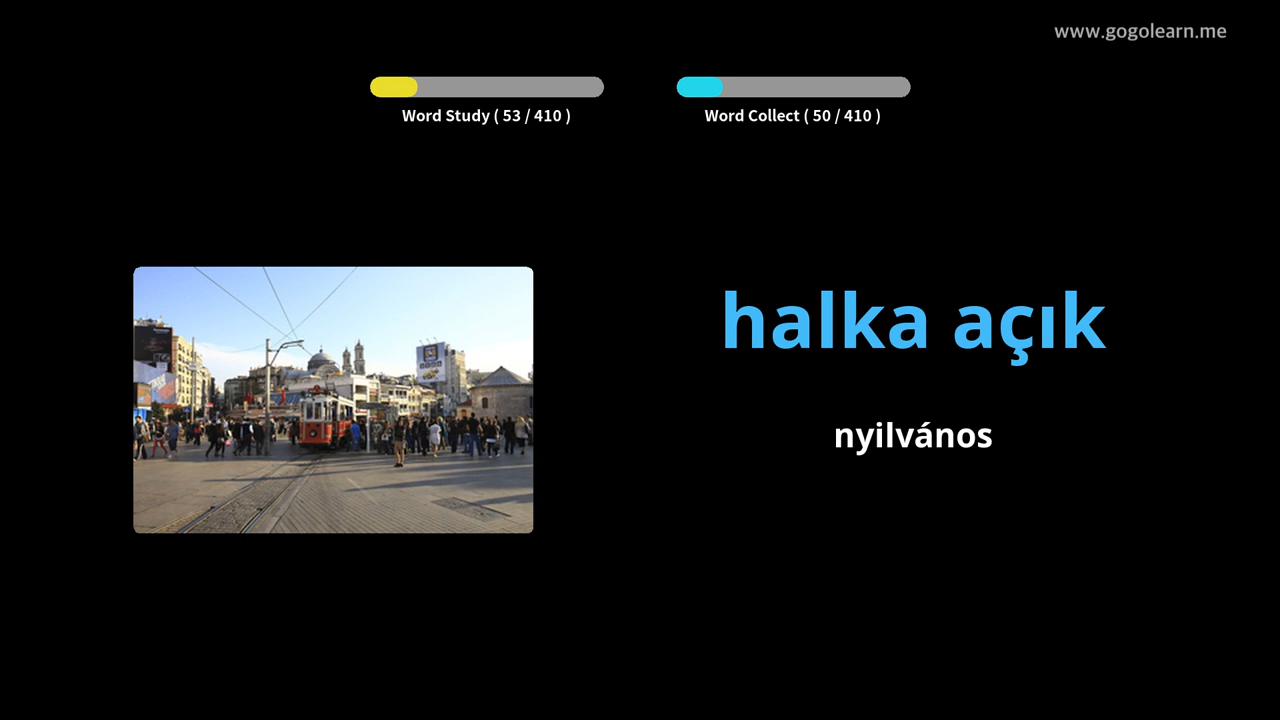 www.gogolearn.me
Word Study ( 53 / 410 )
Word Collect ( 50 / 410 )
halka açık
nyilvános